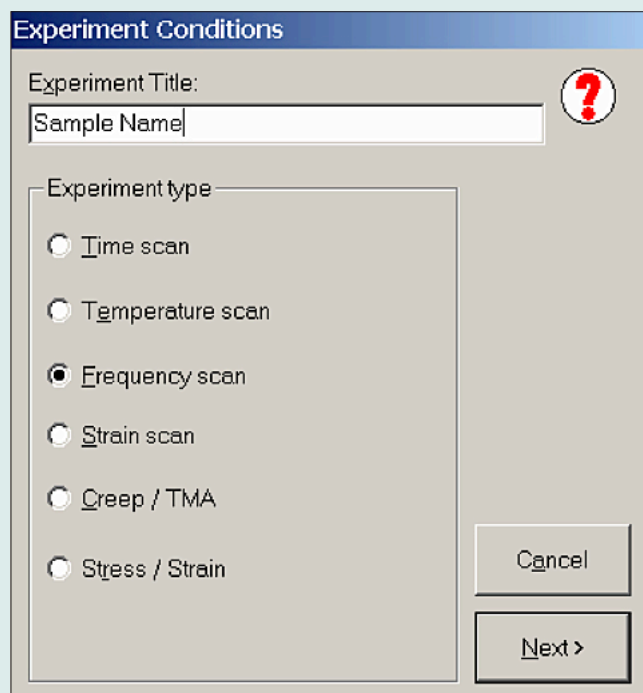 Experiment Conditions
Experiment Title:
?
Sample Name
Experiment type
Time scan
Temperature scan
Frequency scan
Strain scan
Creep / TMA
Stress / Strain
Cancel
Next >